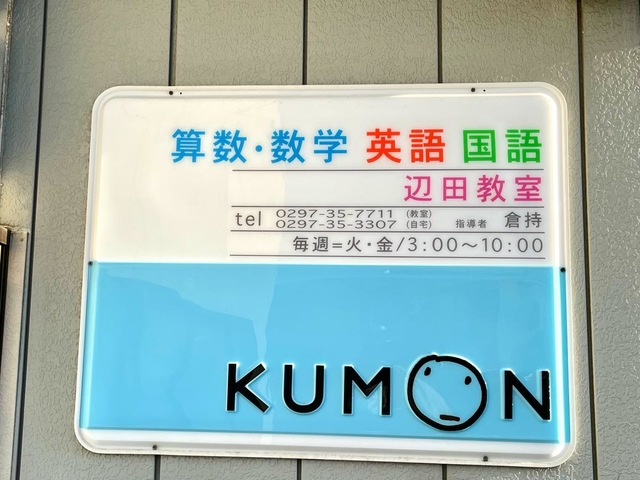 算数・数学 英語 国語
辺田教室
tel 0297-35-7711 (教室)
0297-35-3307 (自宅) 指導者 倉持
毎週=火・金/3:00〜10:00
KUMON